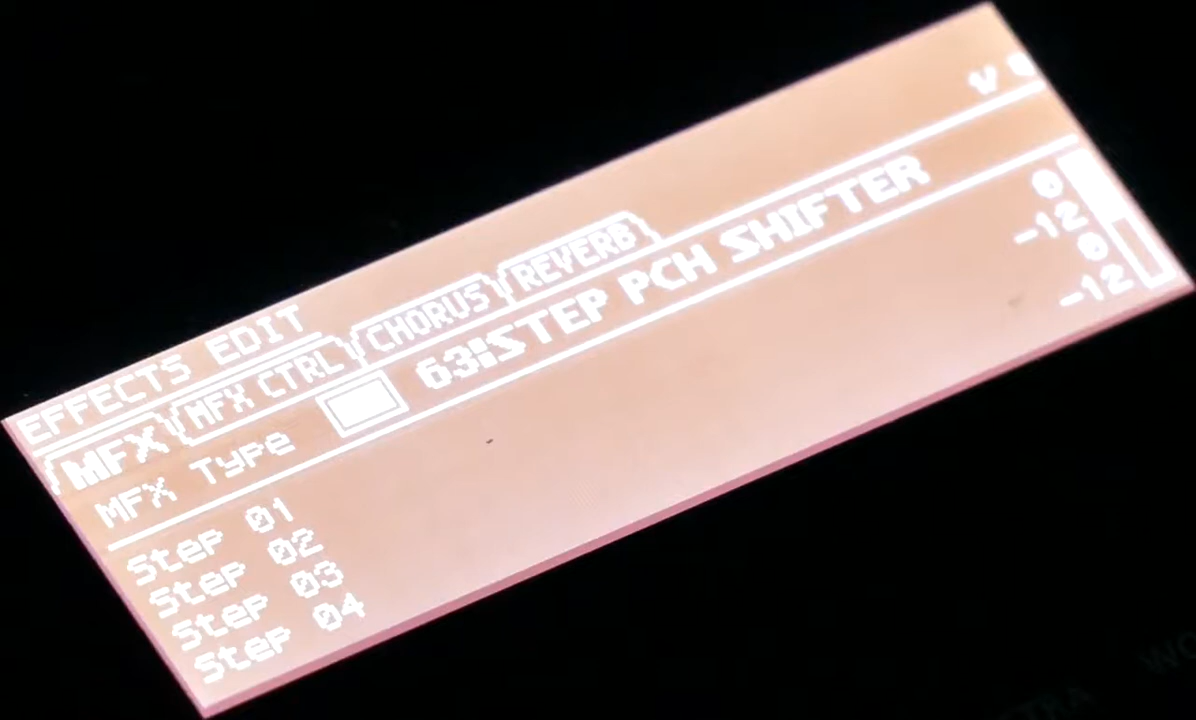 EFFECTS EDIT
MFX MFX CTRL CHORUS REVERB
MFX Type 63:STEP PCH SHIFTER
Step 01 0
Step 02 -12
Step 03 0
Step 04 -12